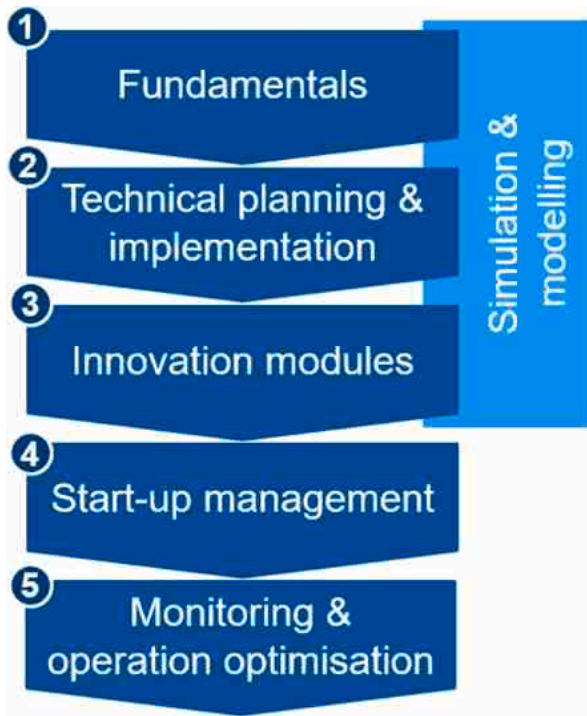 1
Fundamentals
2
Technical planning &
implementation
3
Innovation modules
4
Start-up management
5
Monitoring &
operation optimisation
Simulation &
modelling